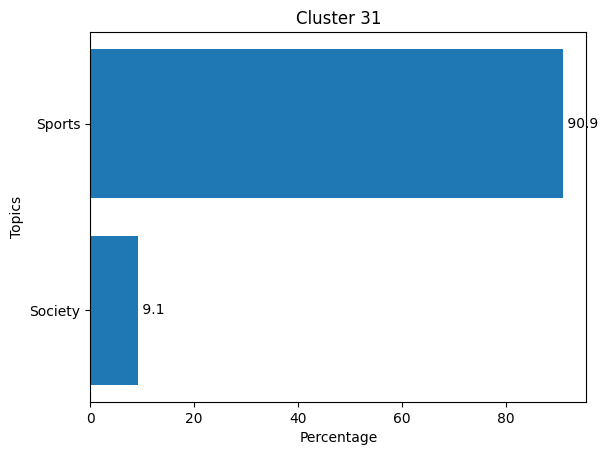 Cluster 31
Topics
Sports
90.9
Society
9.1
0 20 40 60 80
Percentage